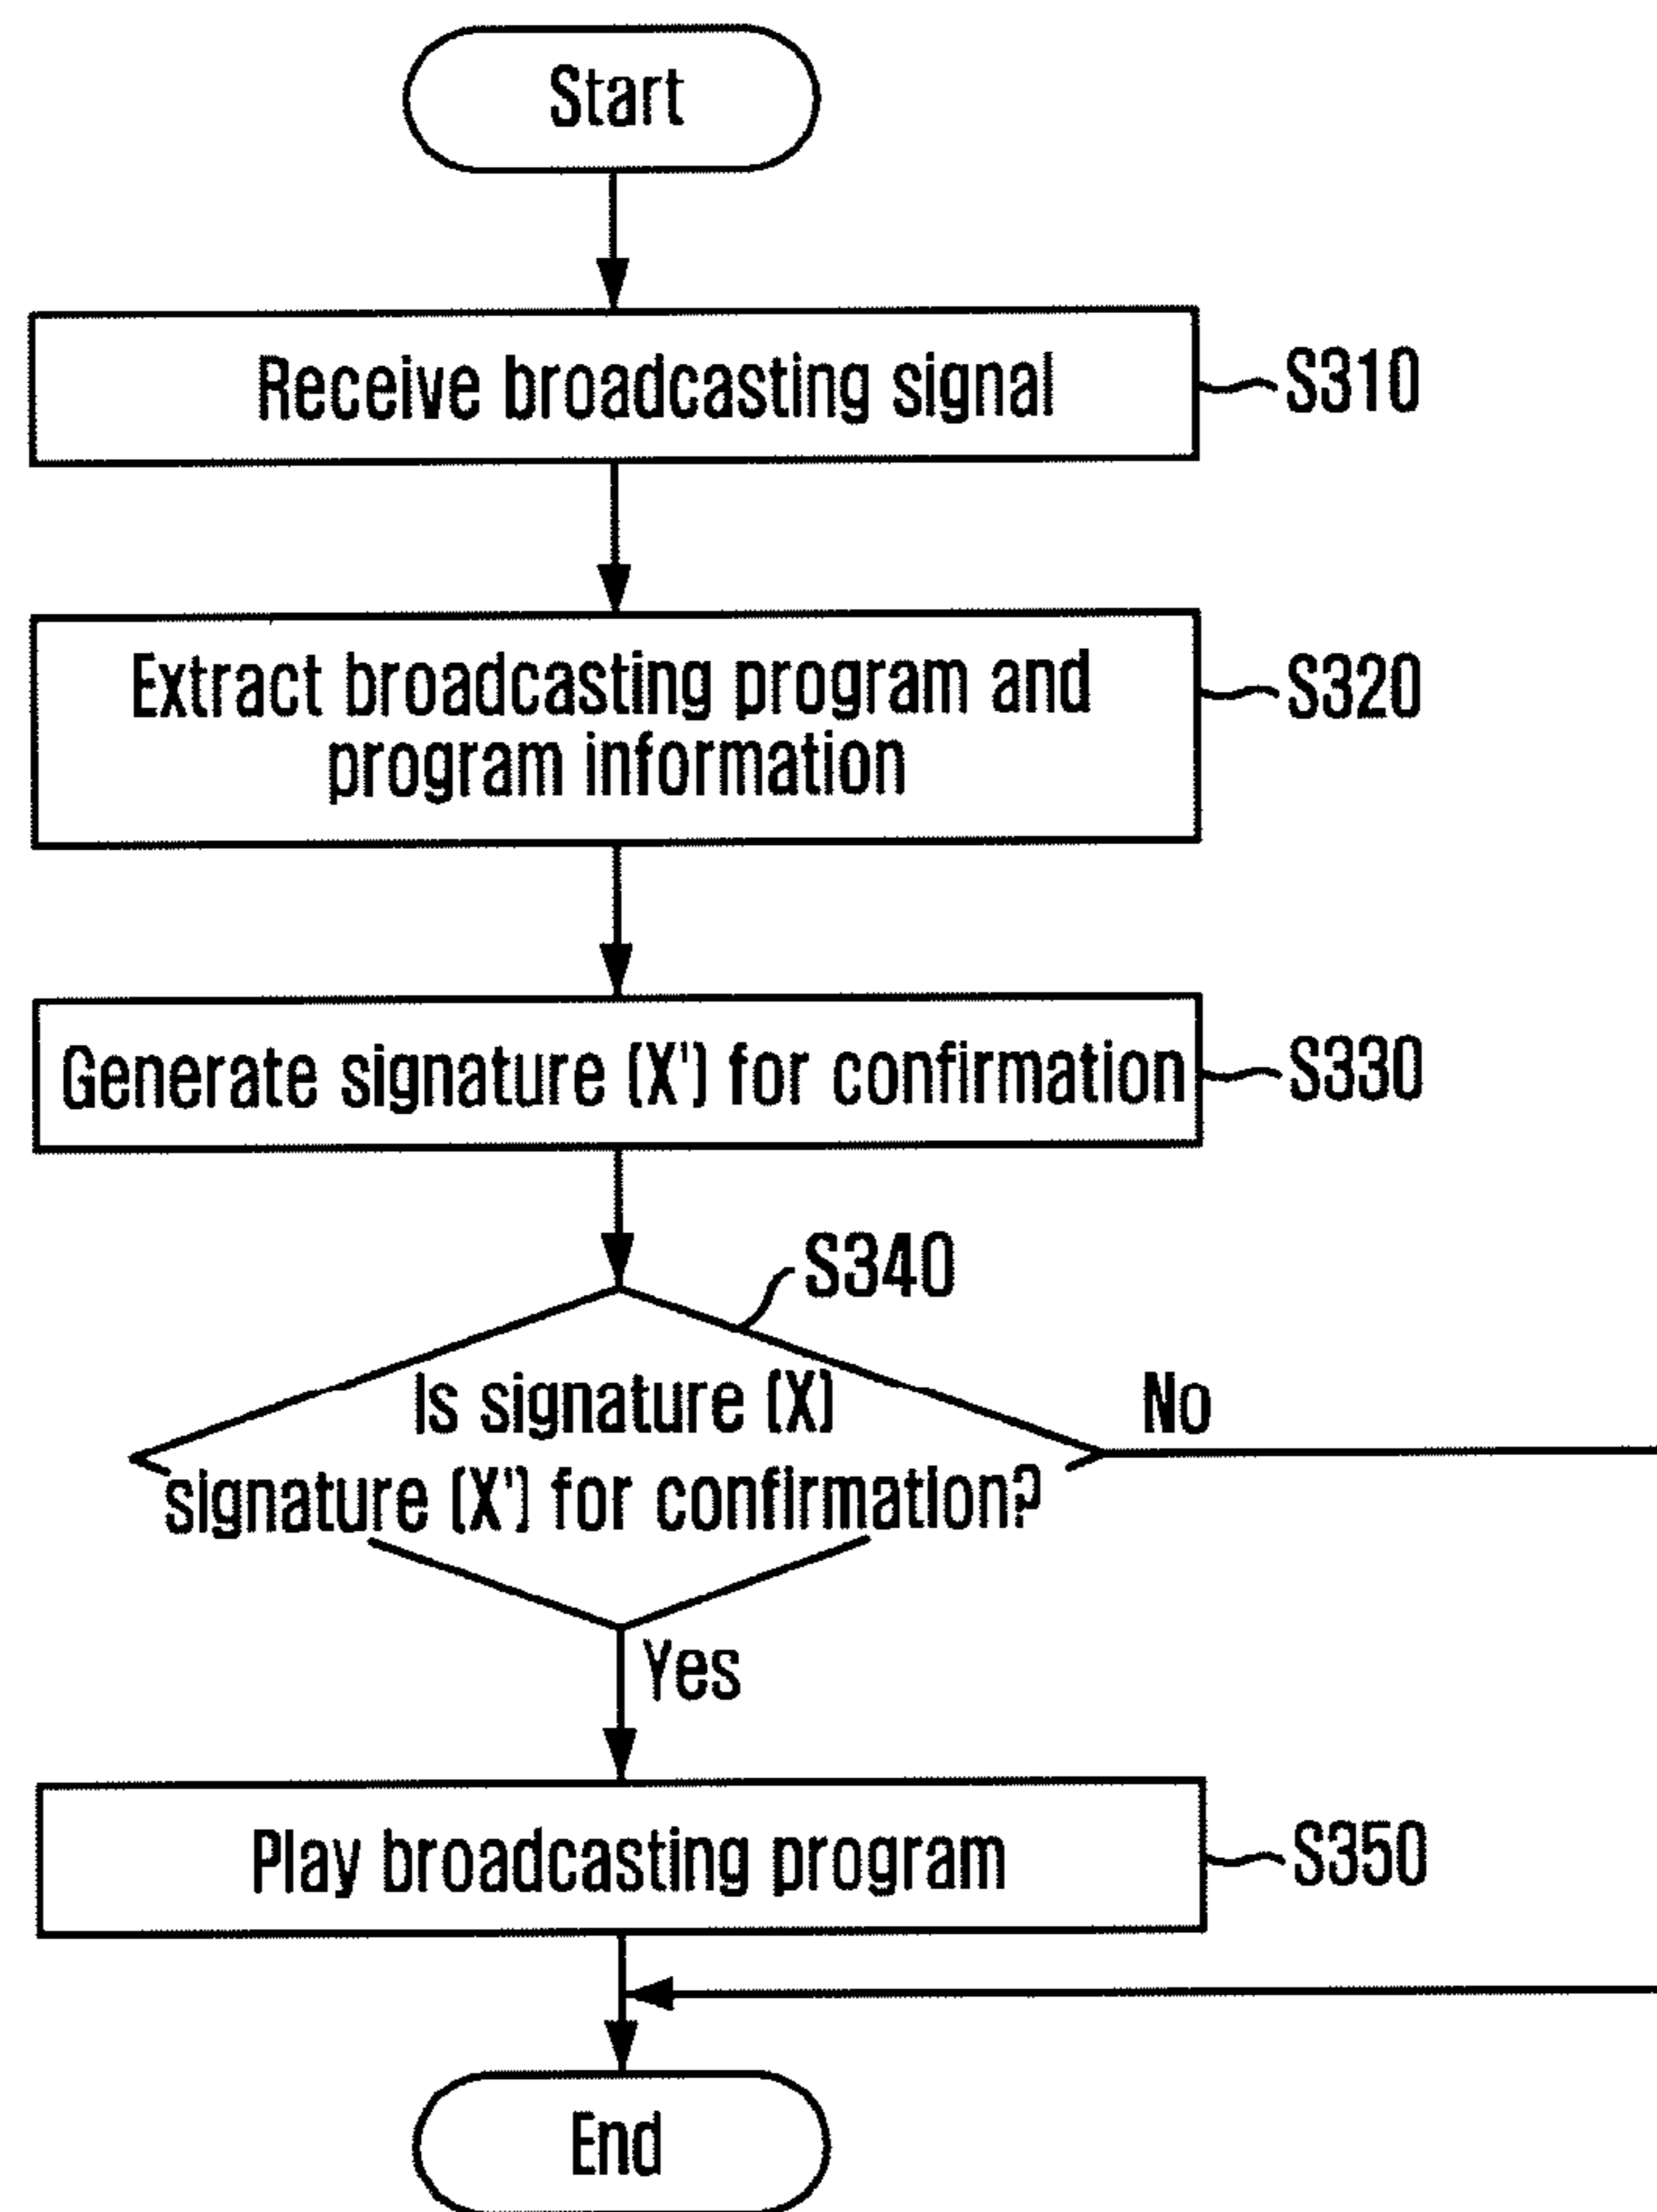 Start
Receive broadcasting signal
S310
Extract broadcasting program and
program information
S320
Generate signature (X') for confirmation
S330
S340
Is signature (X)
signature (X') for confirmation?
No
Yes
Play broadcasting program
S350
End